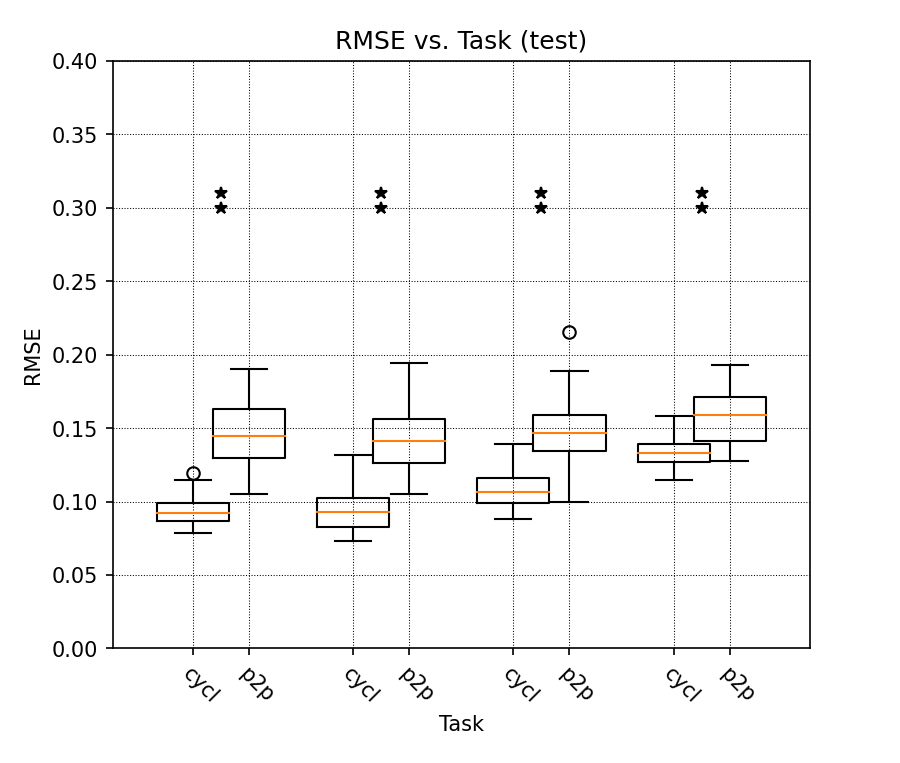 RMSE vs. Task (test)
0.40
0.35
0.30
0.25
0.20
0.15
0.10
0.05
0.00
RMSE
cycl p2p cycl p2p cycl p2p cycl p2p
Task